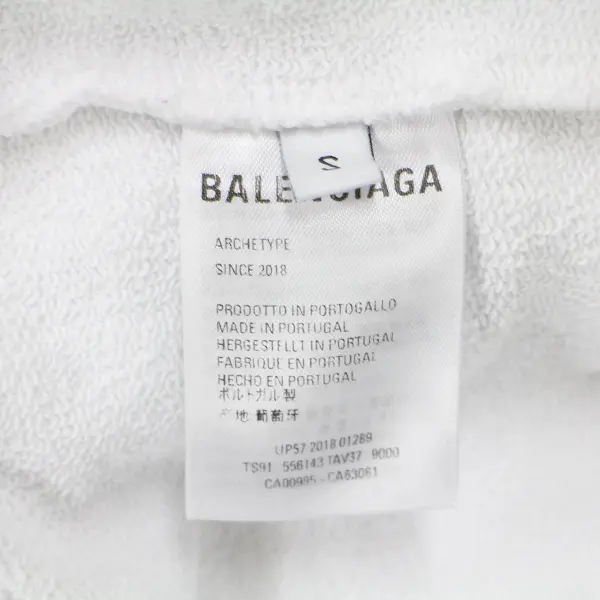 S
BALENCIAGA
ARCHETYPE
SINCE 2018
PRODOTTO IN PORTOGALLO
MADE IN PORTUGAL
HERGESTELLT IN PORTUGAL
FABRIQUE EN PORTUGAL
HECHO EN PORTUGAL
ポルトガル製
产地 葡萄牙
UP57 2018 01289
TS91 556143 TAV37 9000
CA00995 - CA63061